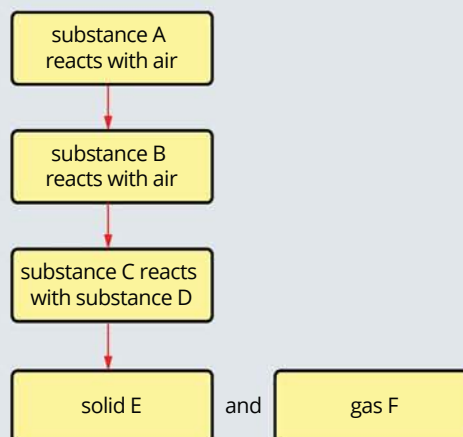 substance A
reacts with air
substance B
reacts with air
substance C reacts
with substance D
solid E
and
gas F